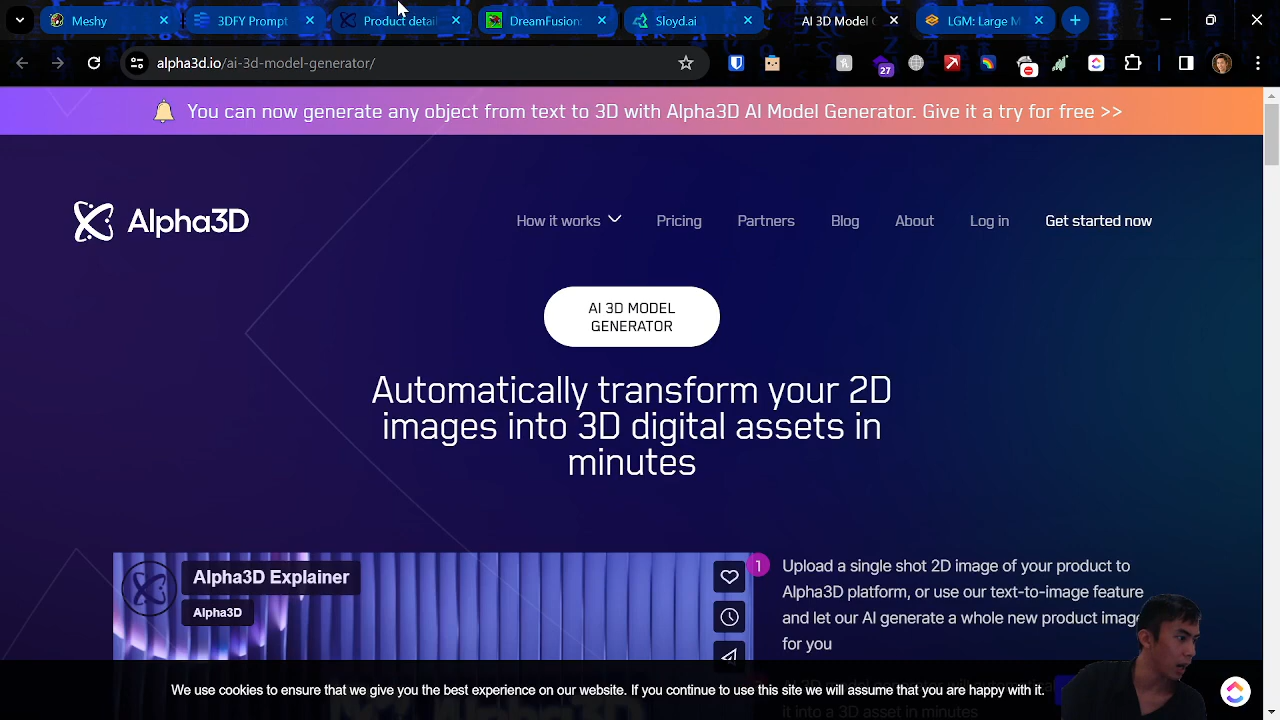 Meshy
3DFY Prompt
Product detail
DreamFusion:
Sloyd.ai
AI 3D Model G
LGM: Large M
alpha3d.io/ai-3d-model-generator/
27
You can now generate any object from text to 3D with Alpha3D AI Model Generator. Give it a try for free >>
Alpha3D
How it works
Pricing
Partners
Blog
About
Log in
Get started now
AI 3D MODEL
GENERATOR
Automatically transform your 2D
images into 3D digital assets in
minutes
Alpha3D Explainer
Alpha3D
1
Upload a single shot 2D image of your product to
Alpha3D platform, or use our text-to-image feature
and let our AI generate a whole new product image
for you
We use cookies to ensure that we give you the best experience on our website. If you continue to use this site we will assume that you are happy with it.
it into a 3D asset in minutes